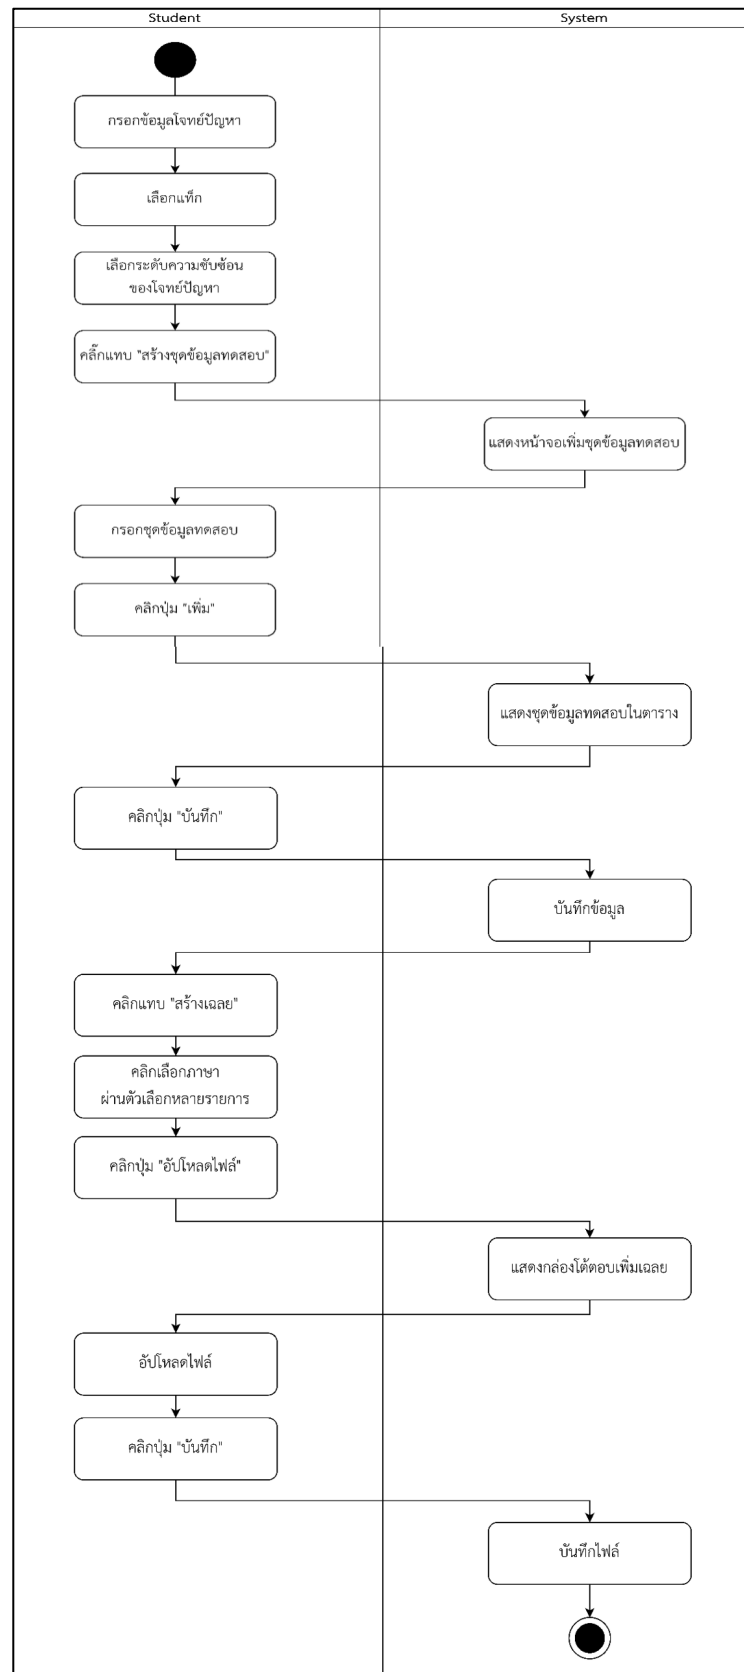 Student
System
กรอกข้อมูลโจทย์ปัญหา
เลือกแท็ก
เลือกระดับความซับซ้อน
ของโจทย์ปัญหา
คลิ๊กแทบ "สร้างชุดข้อมูลทดสอบ"
แสดงหน้าจอเพิ่มชุดข้อมูลทดสอบ
กรอกชุดข้อมูลทดสอบ
คลิกปุ่ม "เพิ่ม"
แสดงชุดข้อมูลทดสอบในตาราง
คลิกปุ่ม "บันทึก"
บันทึกข้อมูล
คลิกแทบ "สร้างเฉลย"
คลิกเลือกภาษา
ผ่านตัวเลือกหลายรายการ
คลิกปุ่ม "อัปโหลดไฟล์"
แสดงกล่องโต้ตอบเพิ่มเฉลย
อัปโหลดไฟล์
คลิกปุ่ม "บันทึก"
บันทึกไฟล์